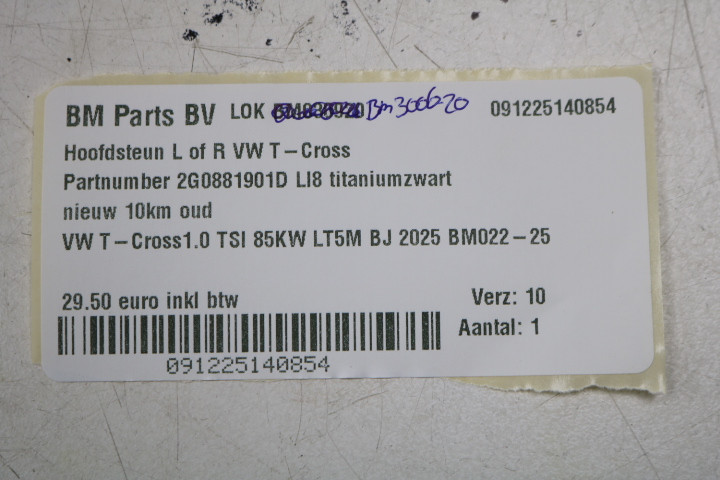 BM Parts BV LOK Bm300620 091225140854
Hoofdsteun L of R VW T-Cross
Partnumber 2G0881901D LI8 titaniumzwart
nieuw 10km oud
VW T-Cross1.0 TSI 85KW LT5M BJ 2025 BM022-25
29.50 euro inkl btw Verz: 10
Aantal: 1
091225140854